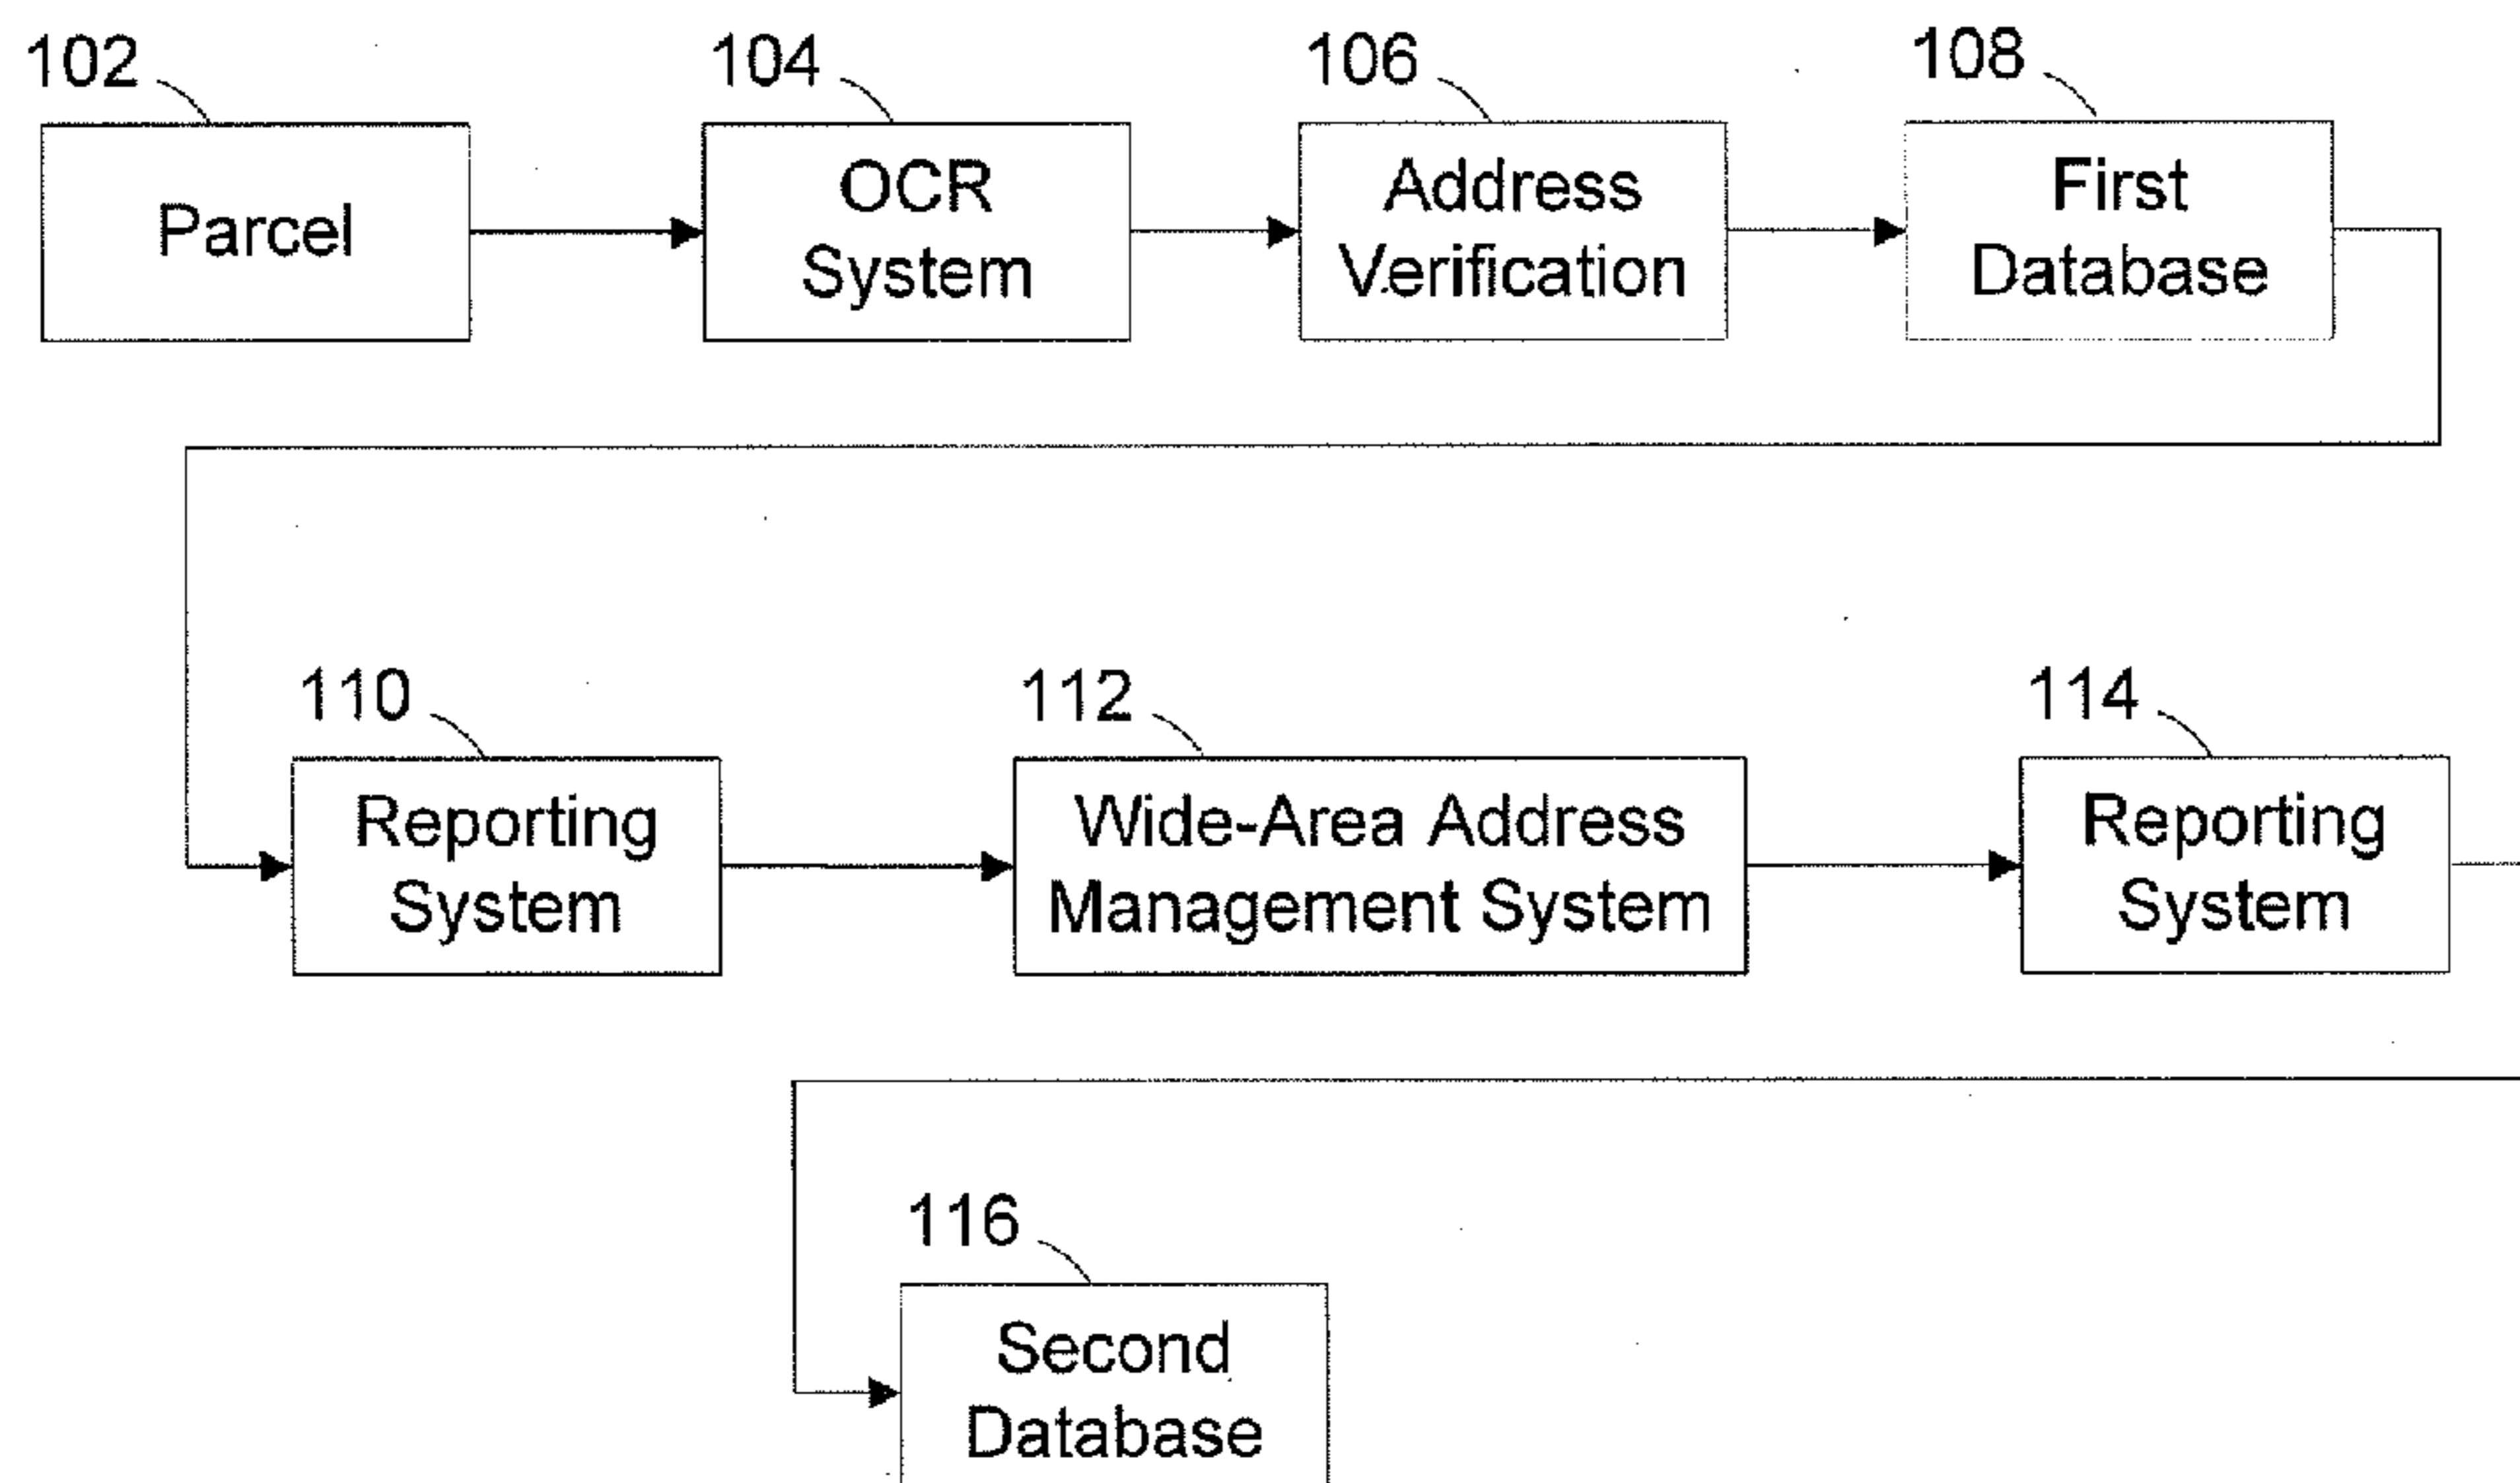 102
104
106
108
Parcel
OCR
System
Address
Verification
First
Database
110
112
114
Reporting
System
Wide-Area Address
Management System
Reporting
System
116
Second
Database